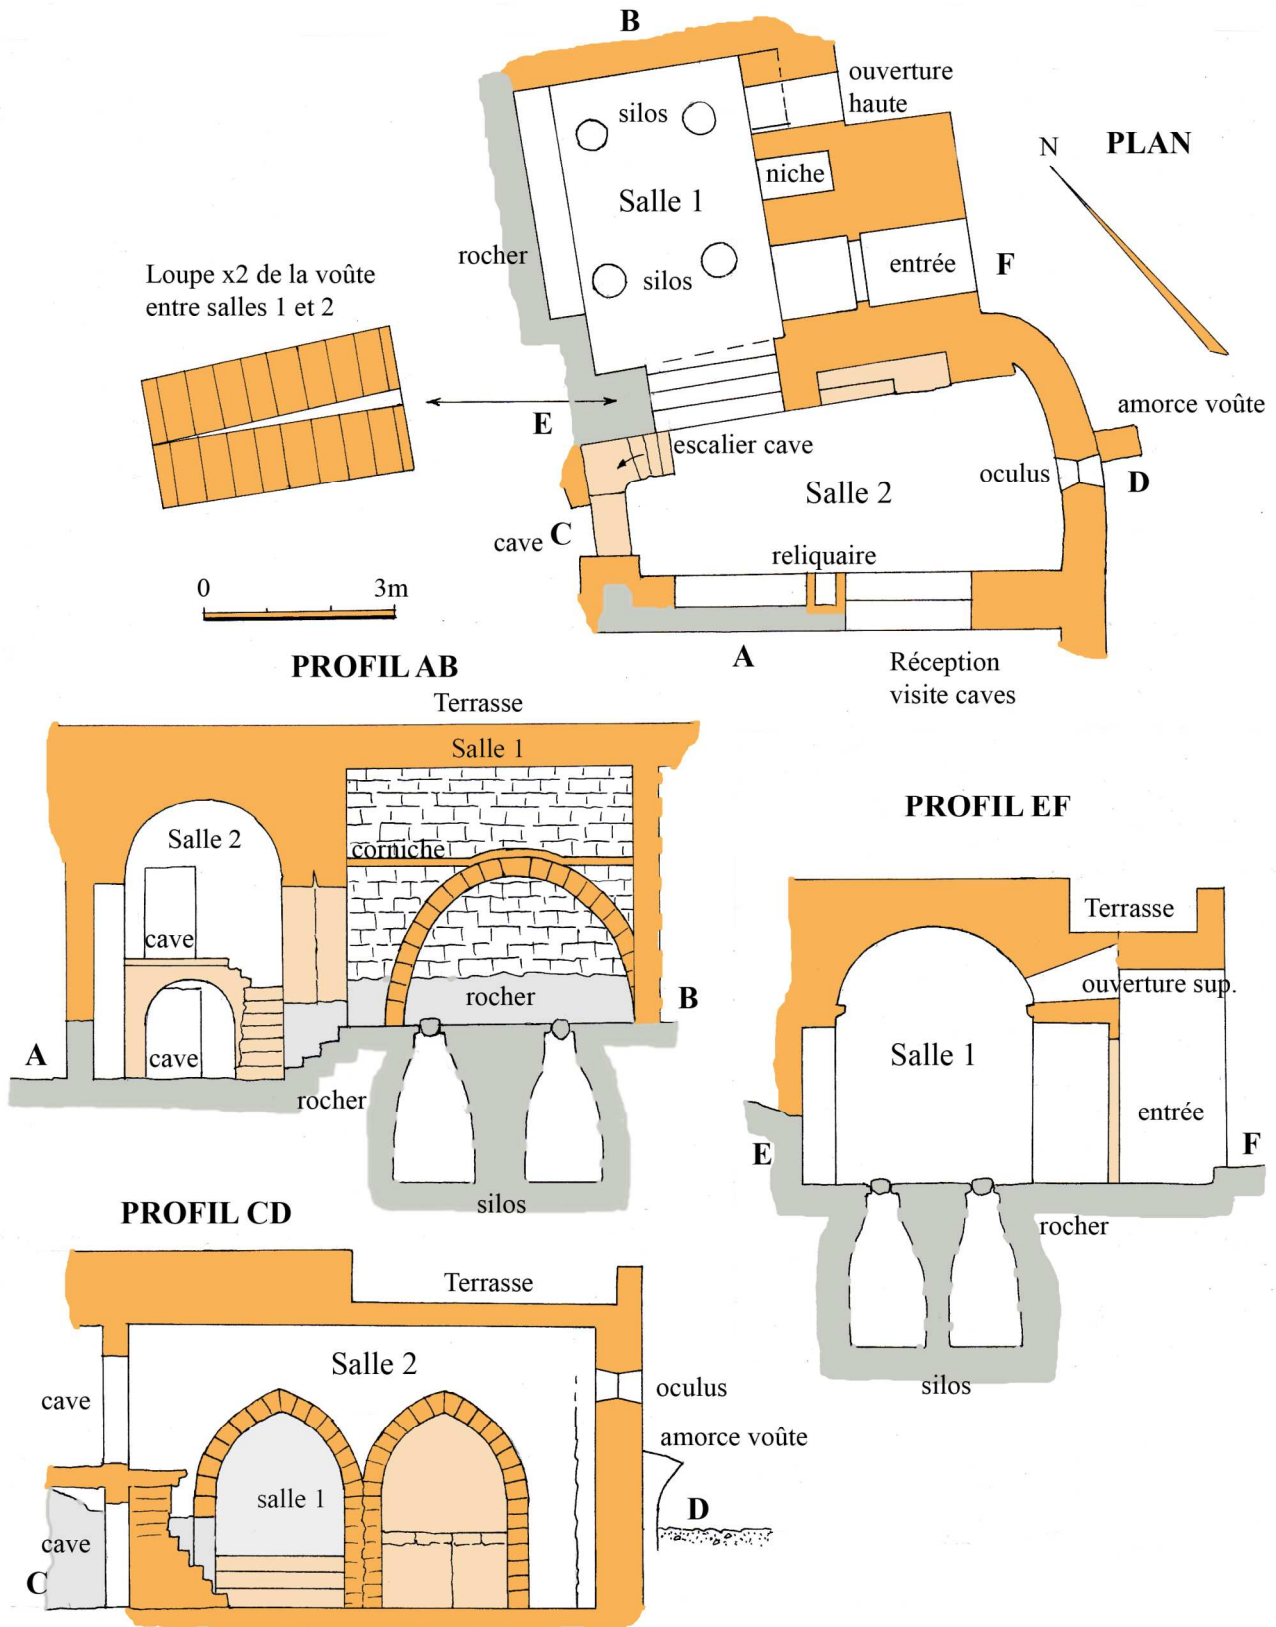 B
ouverture
haute
silos
N
PLAN
niche
Salle 1
rocher
entrée
F
silos
Loupe x2 de la voûte
entre salles 1 et 2
amorce voûte
E
escalier cave
oculus
D
Salle 2
cave
C
reliquaire
0
3m
A
Réception
visite caves
PROFIL AB
Terrasse
Salle 1
Salle 2
corniche
cave
rocher
B
A
cave
rocher
silos
PROFIL EF
Terrasse
ouverture sup.
Salle 1
entrée
E
F
rocher
silos
PROFIL CD
Terrasse
Salle 2
cave
oculus
amorce voûte
salle 1
D
cave
C